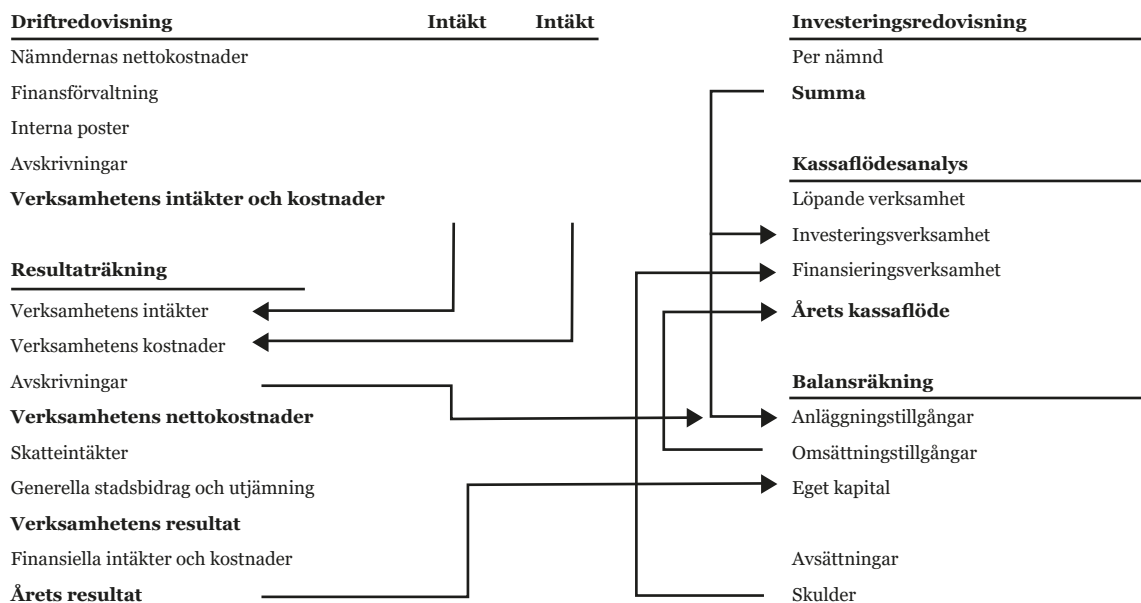 Driftredovisning Intäkt Intäkt
Nämndernas nettokostnader
Finansförvaltning
Interna poster
Avskrivningar
Verksamhetens intäkter och kostnader
Resultaträkning
Verksamhetens intäkter
Verksamhetens kostnader
Avskrivningar
Verksamhetens nettokostnader
Skatteintäkter
Generella stadsbidrag och utjämning
Verksamhetens resultat
Finansiella intäkter och kostnader
Årets resultat
Investeringsredovisning
Per nämnd
Summa
Kassaflödesanalys
Löpande verksamhet
Investeringsverksamhet
Finansieringsverksamhet
Årets kassaflöde
Balansräkning
Anläggningstillgångar
Omsättningstillgångar
Eget kapital
Avsättningar
Skulder